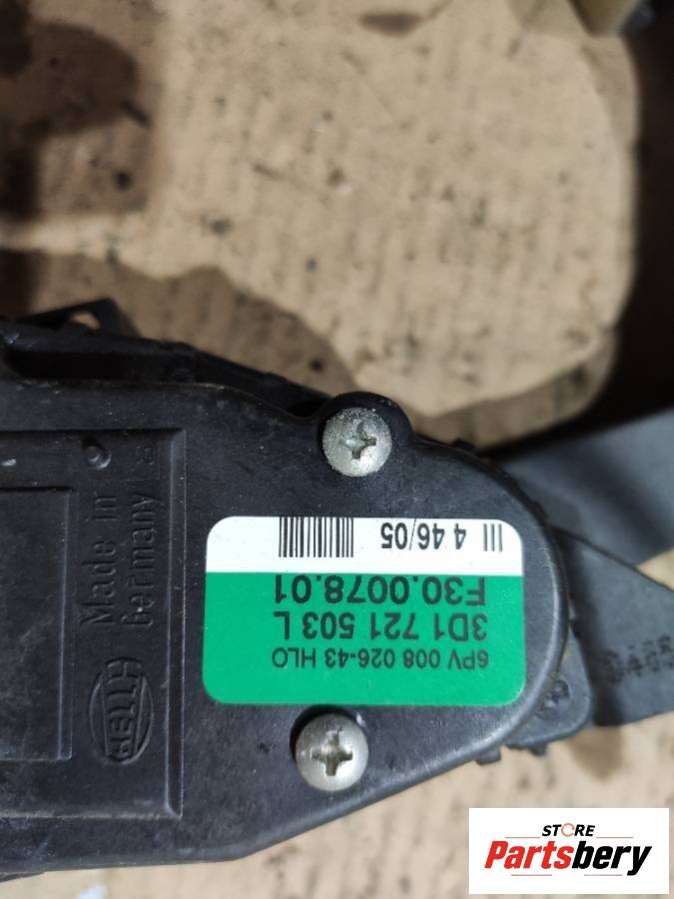 6PV 008 026-43 HLO
3D1 721 503 L
F30.0078.01
III 4 46/05
Made in
Germany
HELLA
STORE
Partsbery